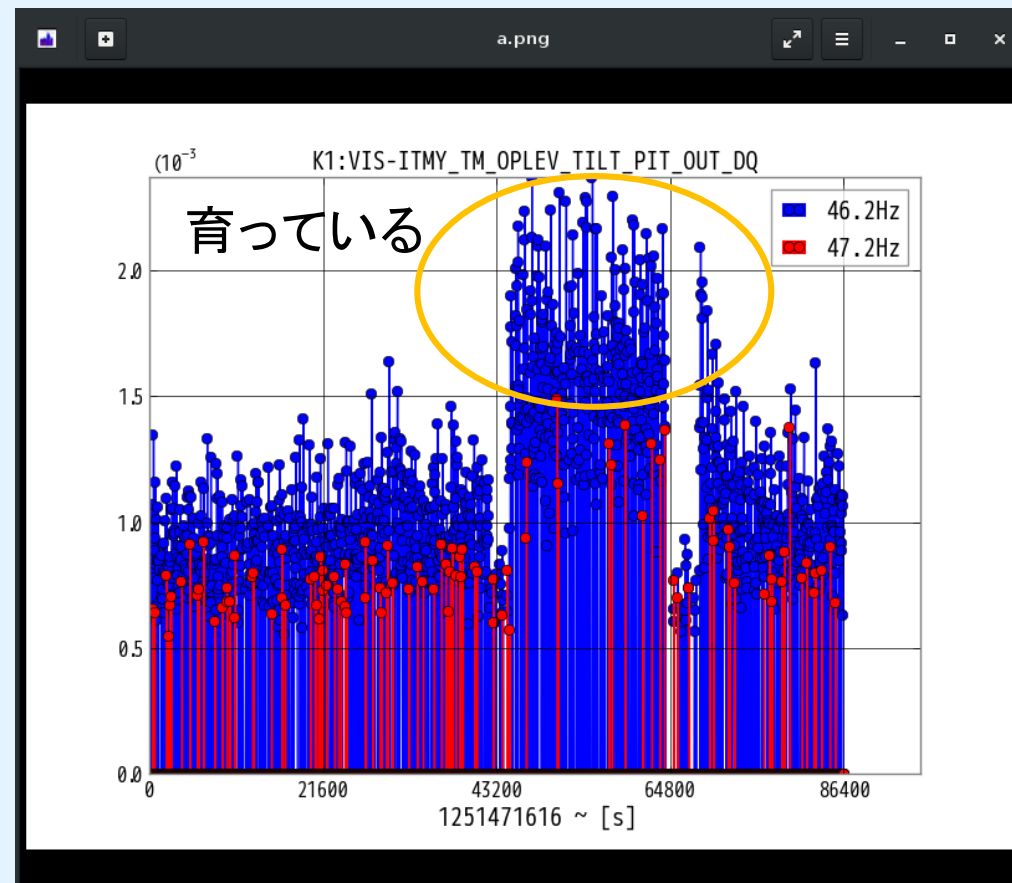 a.png
(10⁻³
K1:VIS-ITMY_TM_OPLEV_TILT_PIT_OUT_DQ
育っている
46.2Hz
47.2Hz
2.0
1.5
1.0
0.5
0.0
0 21600 43200 64800 86400
1251471616 ~ [s]